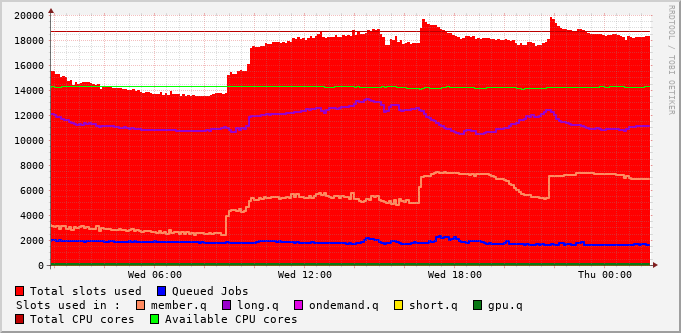 20000
18000
16000
14000
12000
10000
8000
6000
4000
2000
0
Wed 06:00 Wed 12:00 Wed 18:00 Thu 00:00
Total slots used Queued Jobs
Slots used in : member.q long.q ondemand.q short.q gpu.q
Total CPU cores Available CPU cores
RRDTOOL / TOBI OETIKER